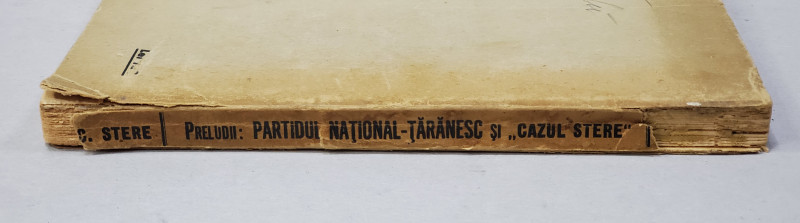 C. STERE | PRELUDII: PARTIDUL NAȚIONAL-ȚĂRĂNESC ȘI „CAZUL STERE"